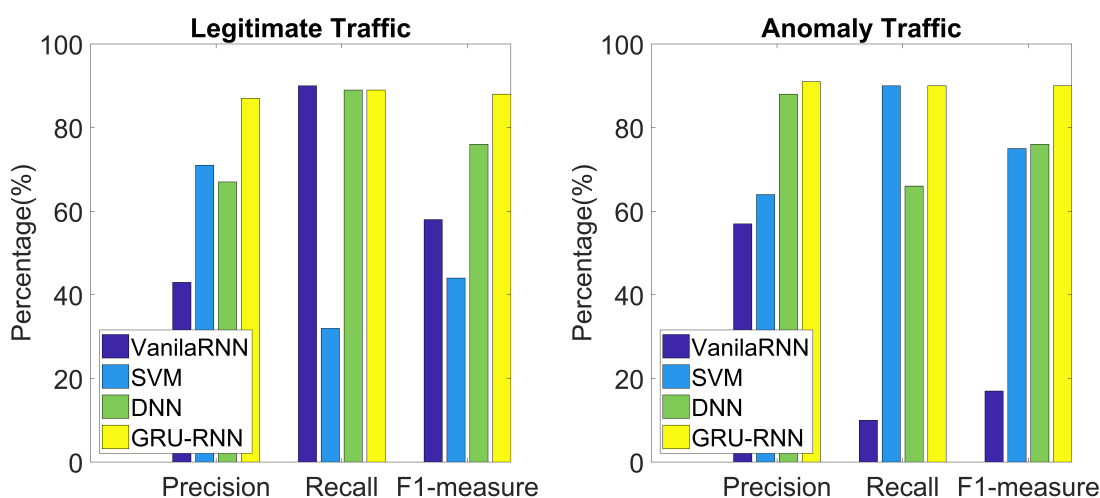 Legitimate Traffic
Percentage(%)
100
80
60
40
20
0
VanilaRNN
SVM
DNN
GRU-RNN
Precision Recall F1-measure
Anomaly Traffic
Percentage(%)
100
80
60
40
20
0
VanilaRNN
SVM
DNN
GRU-RNN
Precision Recall F1-measure